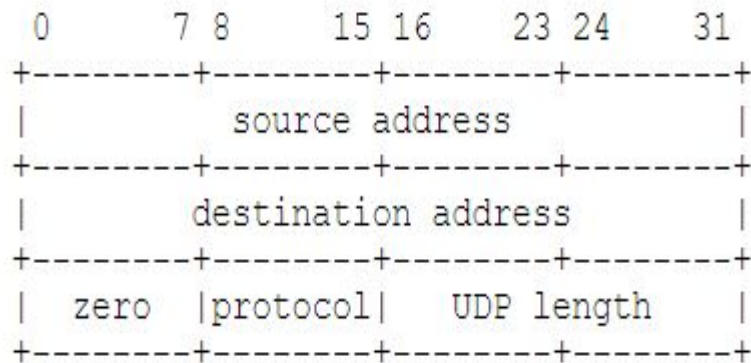 0 7 8 15 16 23 24 31
+--------+--------+--------+--------+
| source address |
+--------+--------+--------+--------+
| destination address |
+--------+--------+--------+--------+
| zero |protocol| UDP length |
+--------+--------+--------+--------+